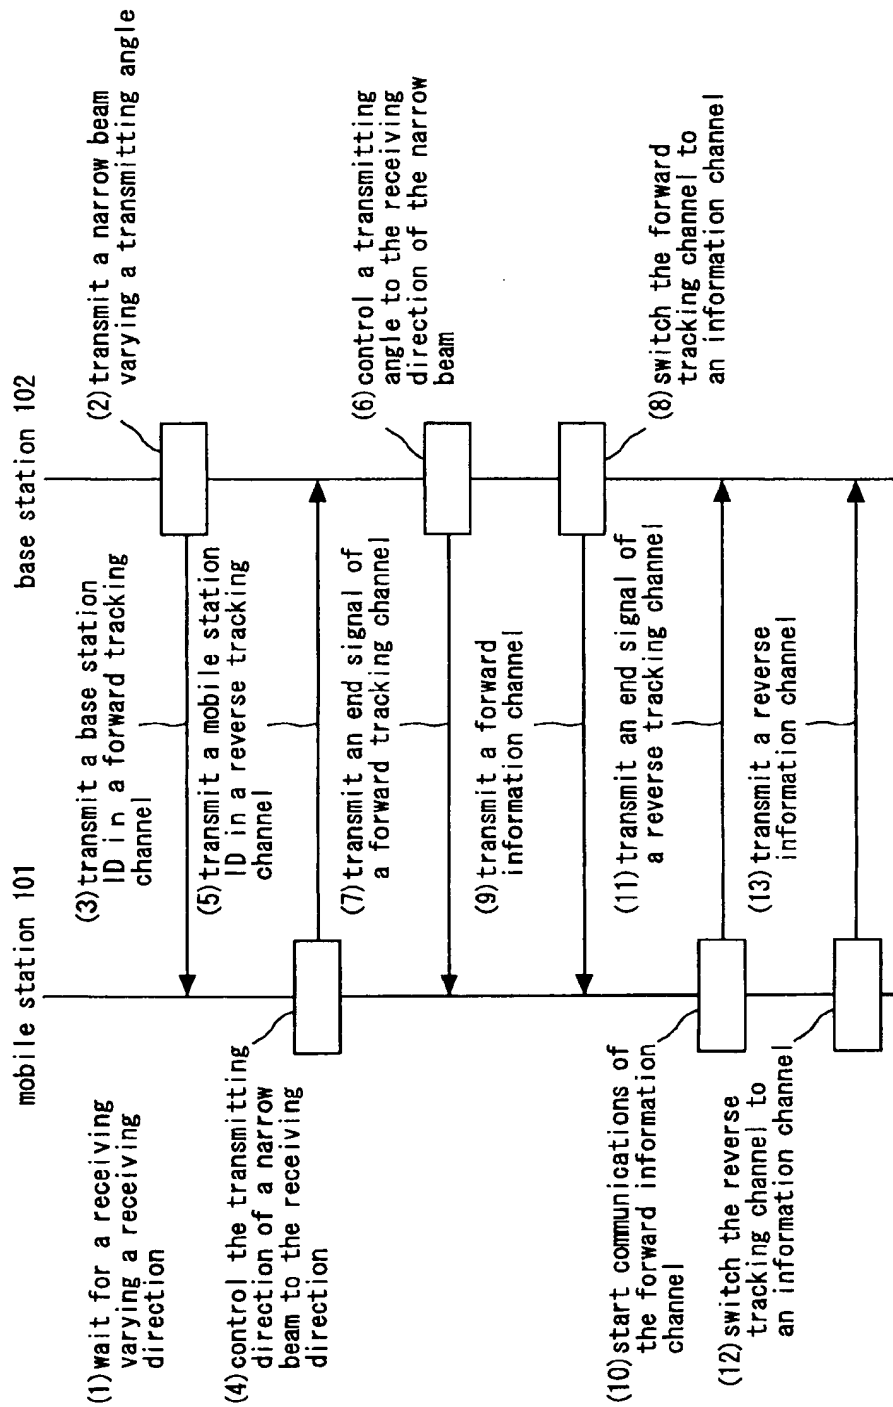 mobile station 101
base station 102
(1)wait for a receiving
varying a receiving
direction
(2)transmit a narrow beam
varying a transmitting angle
(3)transmit a base station
ID in a forward tracking
channel
(4)control the transmitting
direction of a narrow
beam to the receiving
direction
(5)transmit a mobile station
ID in a reverse tracking
channel
(6)control a transmitting
angle to the receiving
direction of the narrow
beam
(7)transmit an end signal of
a forward tracking channel
(8)switch the forward
tracking channel to
an information channel
(9)transmit a forward
information channel
(10)start communications of
the forward information
channel
(11)transmit an end signal of
a reverse tracking channel
(12)switch the reverse
tracking channel to
an information channel
(13)transmit a reverse
information channel